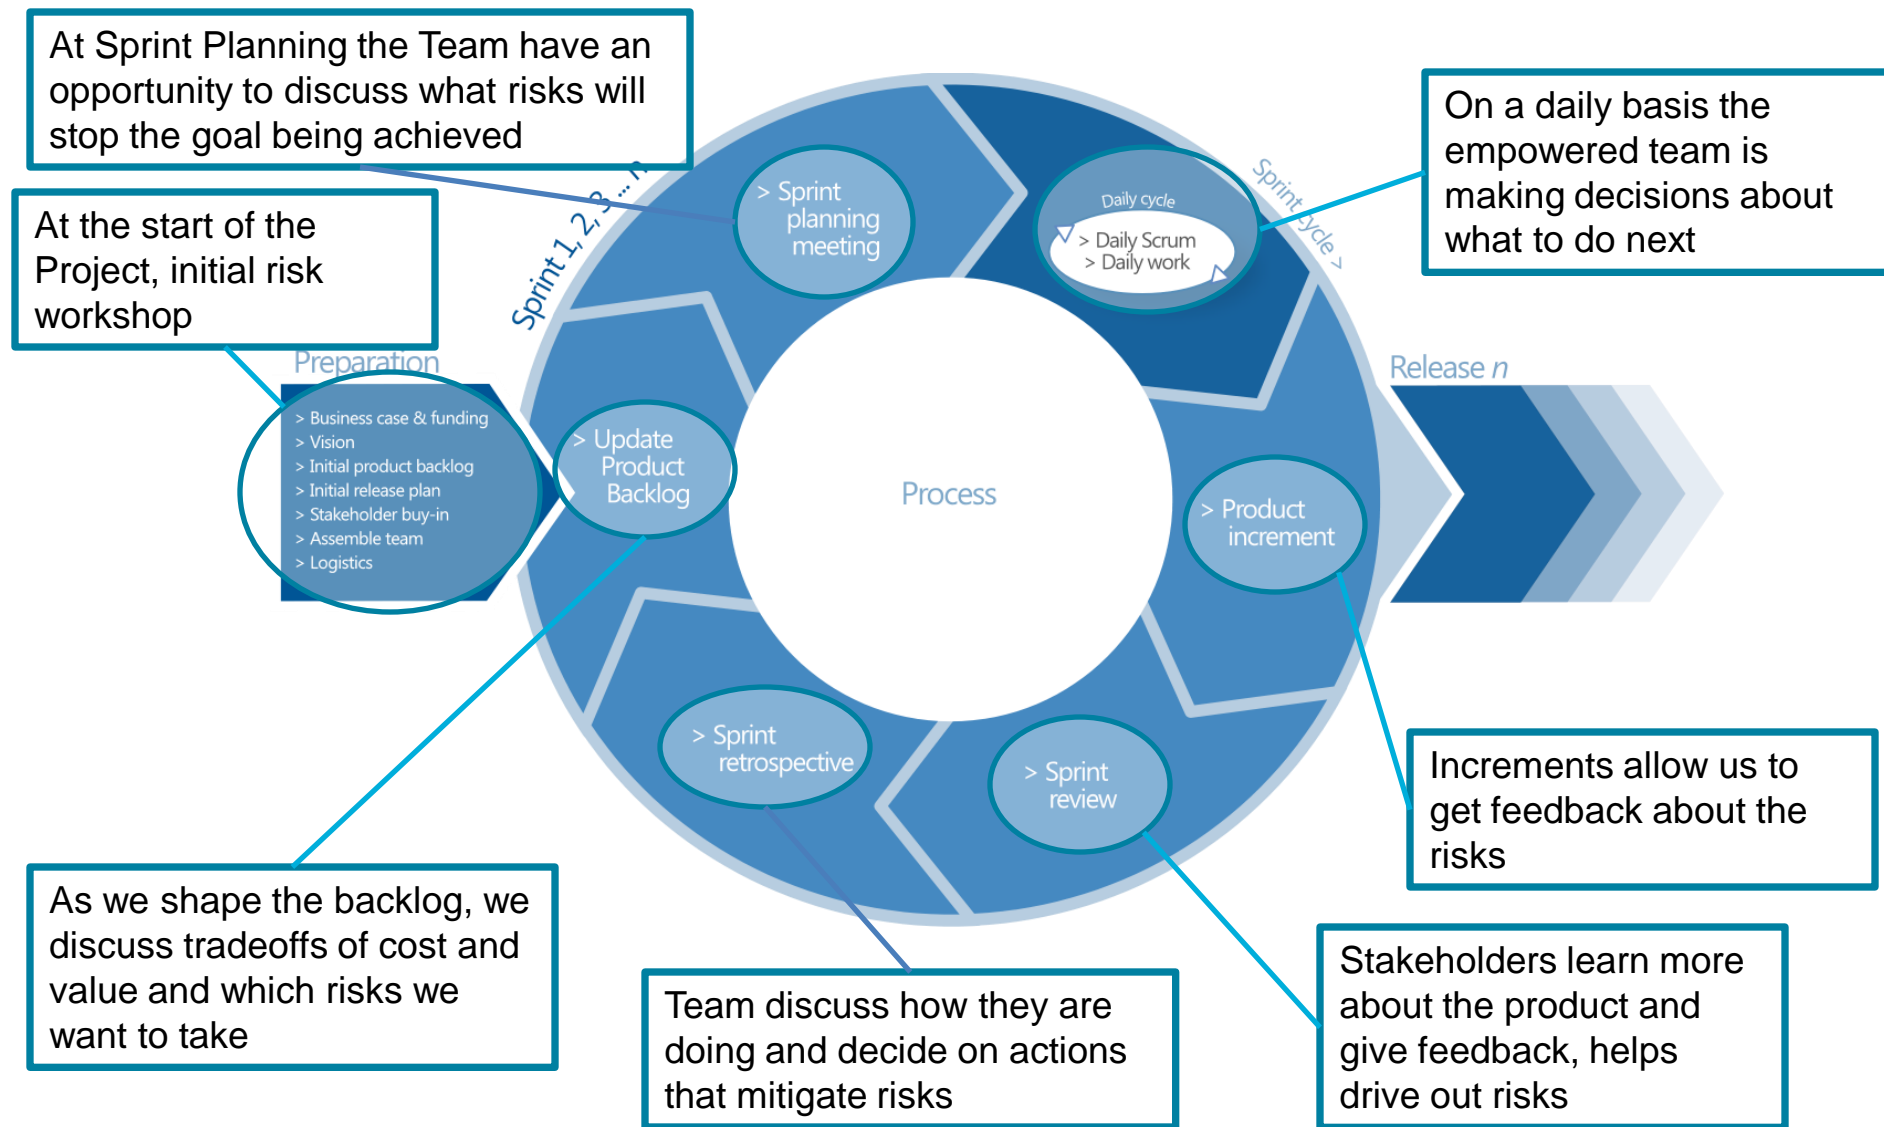 At Sprint Planning the Team have an
opportunity to discuss what risks will
stop the goal being achieved
On a daily basis the
empowered team is
making decisions about
what to do next
At the start of the
Project, initial risk
workshop
Sprint 1, 2, 3 ... n
> Sprint
planning
meeting
Daily cycle
> Daily Scrum
> Daily work
Sprint cycle >
Preparation
> Business case & funding
> Vision
> Initial product backlog
> Initial release plan
> Stakeholder buy-in
> Assemble team
> Logistics
> Update
Product
Backlog
Process
> Product
increment
Release n
> Sprint
retrospective
> Sprint
review
Increments allow us to
get feedback about the
risks
As we shape the backlog, we
discuss tradeoffs of cost and
value and which risks we
want to take
Team discuss how they are
doing and decide on actions
that mitigate risks
Stakeholders learn more
about the product and
give feedback, helps
drive out risks